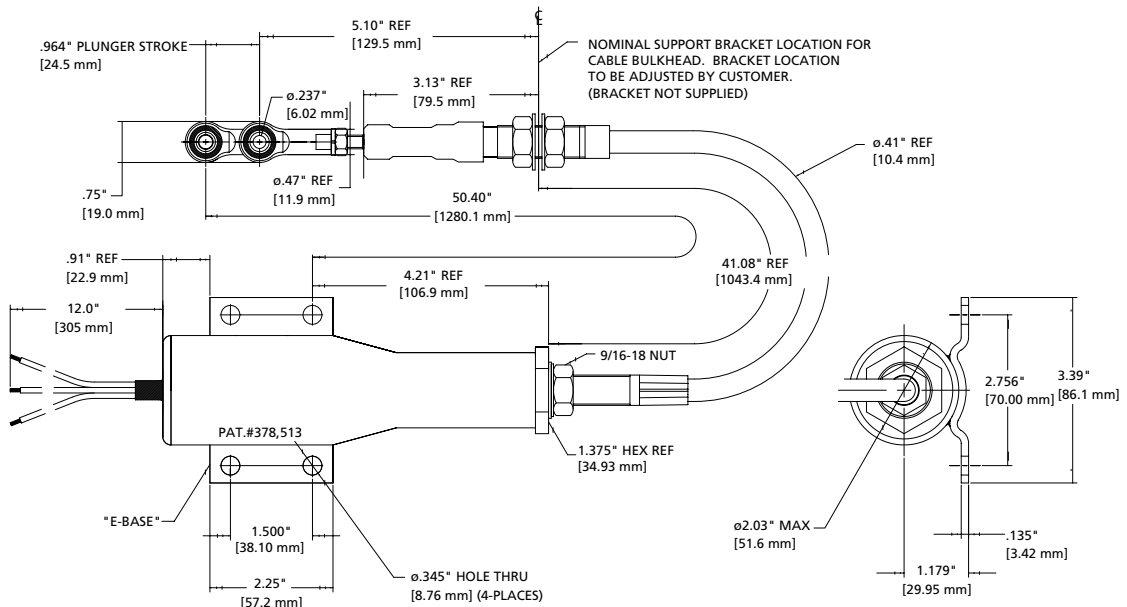 ℄
5.10" REF
[129.5 mm]
.964" PLUNGER STROKE
[24.5 mm]
NOMINAL SUPPORT BRACKET LOCATION FOR
CABLE BULKHEAD. BRACKET LOCATION
TO BE ADJUSTED BY CUSTOMER.
(BRACKET NOT SUPPLIED)
3.13" REF
[79.5 mm]
ø.237"
[6.02 mm]
ø.41" REF
[10.4 mm]
ø.47" REF
[11.9 mm]
.75"
[19.0 mm]
50.40"
[1280.1 mm]
.91" REF
[22.9 mm]
4.21" REF
[106.9 mm]
41.08" REF
[1043.4 mm]
12.0"
[305 mm]
9/16-18 NUT
2.756"
[70.00 mm]
3.39"
[86.1 mm]
PAT.#378,513
1.375" HEX REF
[34.93 mm]
"E-BASE"
1.500"
[38.10 mm]
ø2.03" MAX
[51.6 mm]
.135"
[3.42 mm]
1.179"
[29.95 mm]
2.25"
[57.2 mm]
ø.345" HOLE THRU
[8.76 mm] (4-PLACES)